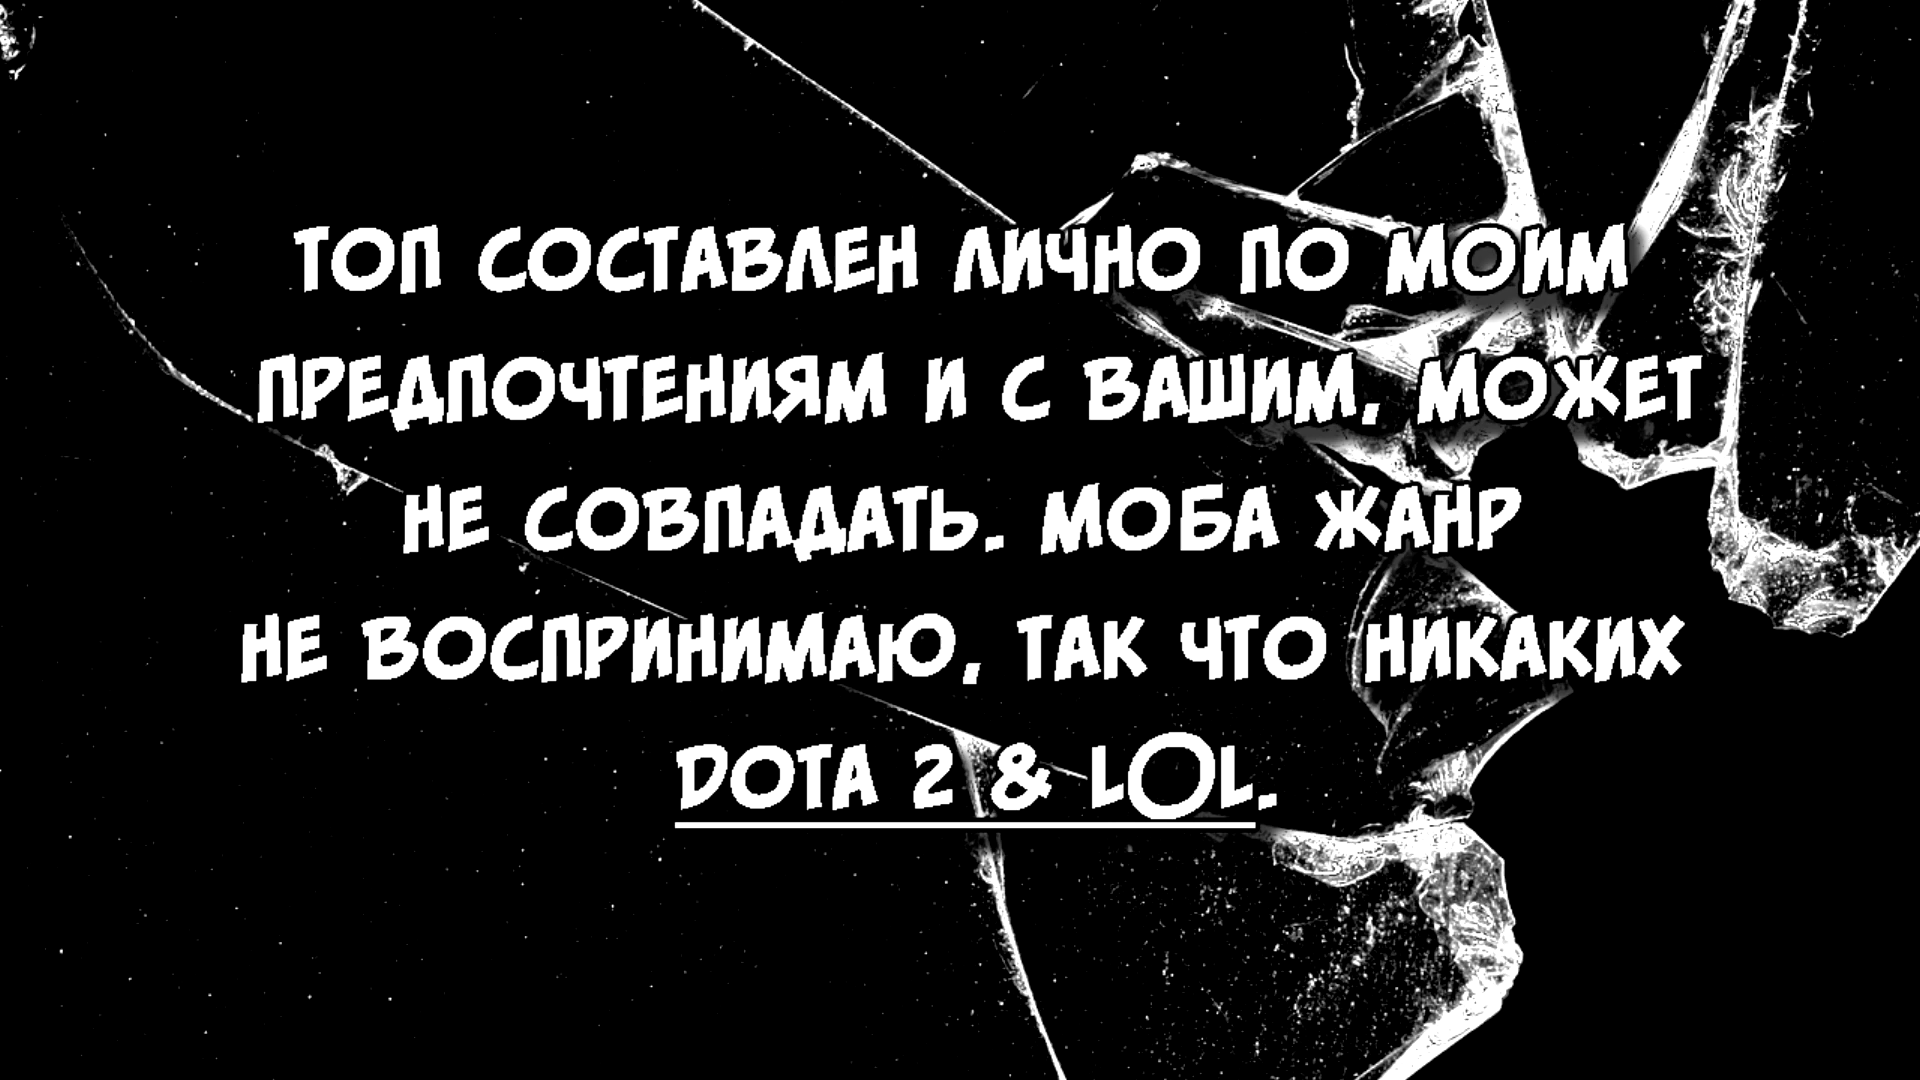 ТОП СОСТАВЛЕН ЛИЧНО ПО МОИМ
ПРЕДПОЧТЕНИЯМ И С ВАШИМ, МОЖЕТ
НЕ СОВПАДАТЬ. МОБА ЖАНР
НЕ ВОСПРИНИМАЮ, ТАК ЧТО НИКАКИХ
DOTA 2 & LOL.